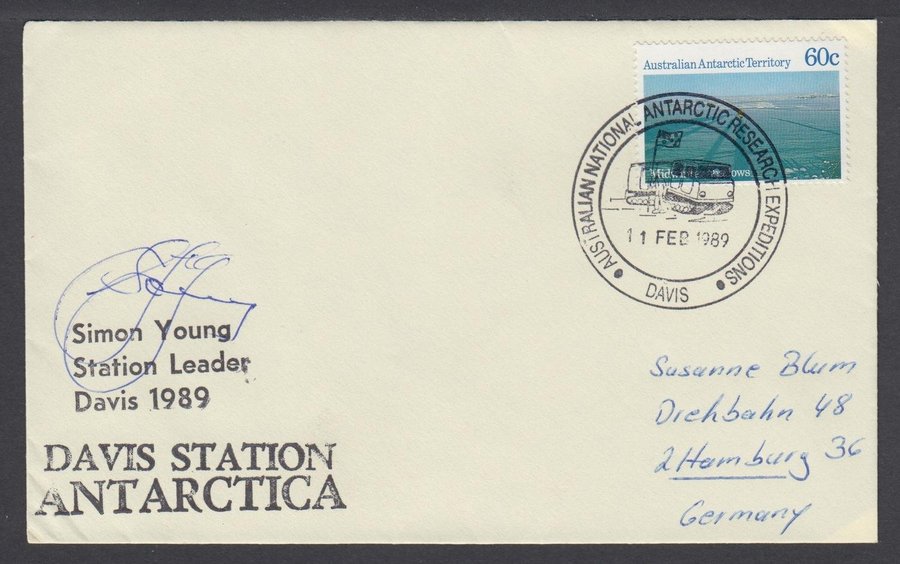 Australian Antarctic Territory 60c
AUSTRALIAN NATIONAL ANTARCTIC RESEARCH EXPEDITIONS
11 FEB 1989
DAVIS
Simon Young
Station Leader
Davis 1989
DAVIS STATION
ANTARCTICA
Susanne Blum
Drehbahn 48
2 Hamburg 36
Germany